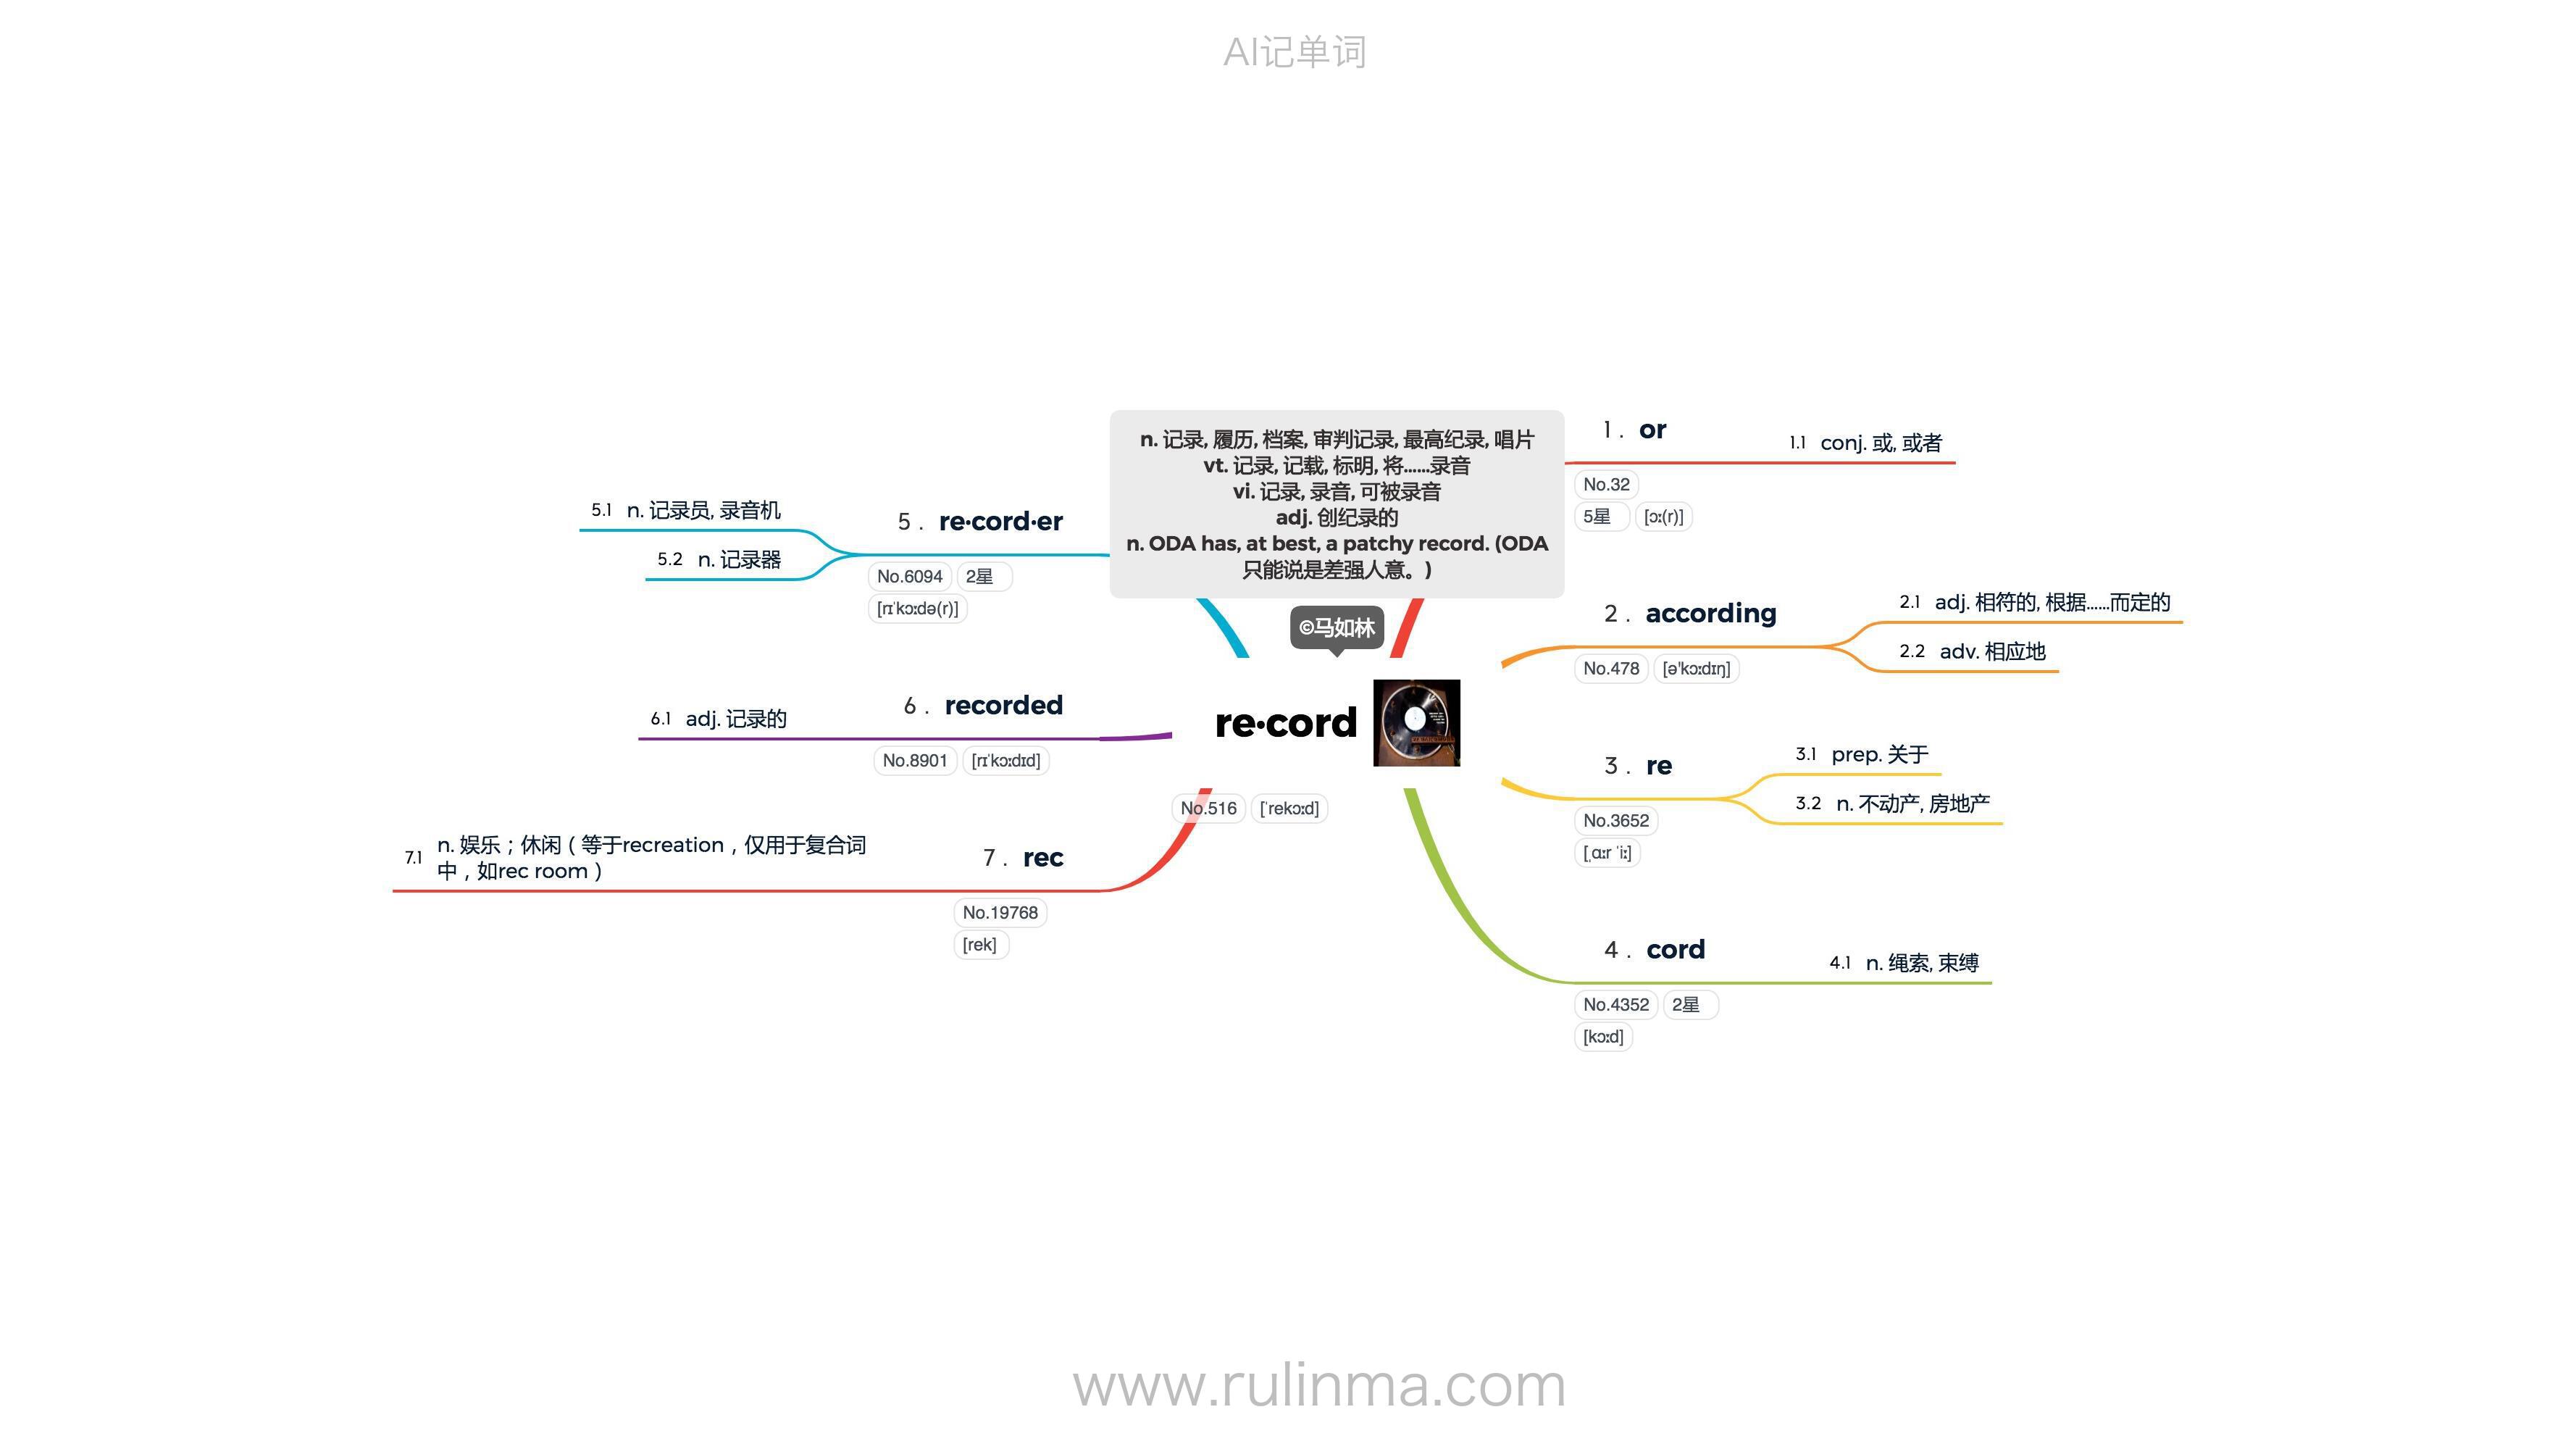 AI记单词
n. 记录, 履历, 档案, 审判记录, 最高纪录, 唱片
vt. 记录, 记载, 标明, 将……录音
vi. 记录, 录音, 可被录音
adj. 创纪录的
n. ODA has, at best, a patchy record. (ODA
只能说是差强人意。)
©马如林
re·cord
No.516 [ˈrekɔːd]
1. or
1.1 conj. 或, 或者
No.32
5星 [ɔː(r)]
2. according
2.1 adj. 相符的, 根据……而定的
2.2 adv. 相应地
No.478 [ə'kɔːdɪŋ]
3. re
3.1 prep. 关于
3.2 n. 不动产, 房地产
No.3652
[ˌɑːr ˈiː]
4. cord
4.1 n. 绳索, 束缚
No.4352 2星
[kɔːd]
5. re·cord·er
5.1 n. 记录员, 录音机
5.2 n. 记录器
No.6094 2星
[rɪˈkɔːdə(r)]
6. recorded
6.1 adj. 记录的
No.8901 [rɪˈkɔːdɪd]
7. rec
7.1 n. 娱乐；休闲（等于recreation，仅用于复合词
中，如rec room）
No.19768
[rek]
www.rulinma.com